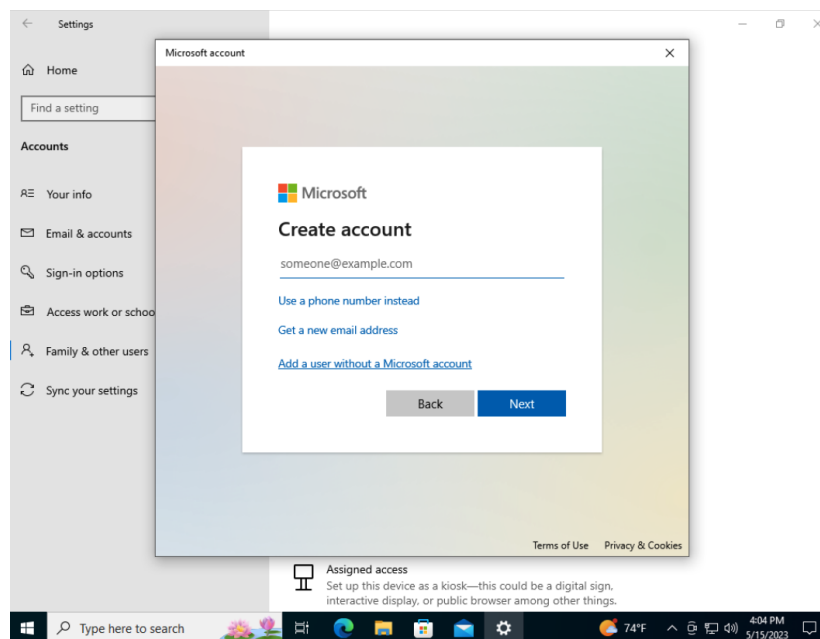 Settings
Microsoft account
Home
Find a setting
Accounts
Microsoft
Your info
Create account
Email & accounts
someone@example.com
Sign-in options
Use a phone number instead
Access work or schoo
Get a new email address
Family & other users
Add a user without a Microsoft account
Sync your settings
Back
Next
Terms of Use
Privacy & Cookies
Assigned access
Set up this device as a kiosk—this could be a digital sign,
interactive display, or public browser among other things.
Type here to search
74°F
4:04 PM
5/15/2023